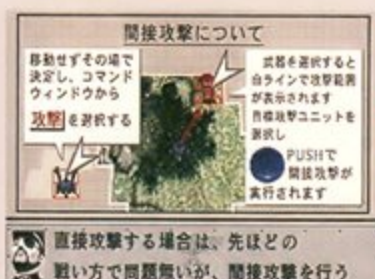 間接攻撃について
移動せずその場で
決定し、コマンド
ウィンドウから
攻撃 を選択する
武器を選択すると
白ラインで攻撃範囲
が表示されます
目標攻撃ユニットを
選択し
PUSHで
間接攻撃が
実行されます
直接攻撃する場合は、先ほどの
戦い方で問題無いが、間接攻撃を行う